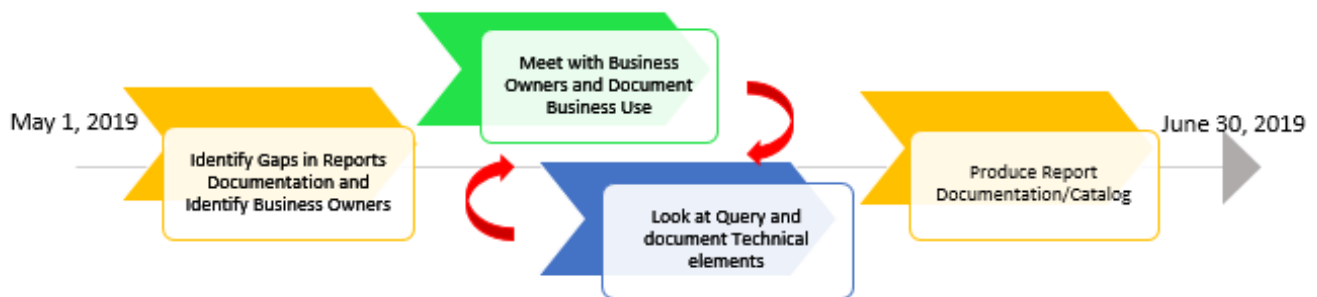 May 1, 2019
Identify Gaps in Reports
Documentation and
Identify Business Owners
Meet with Business
Owners and Document
Business Use
Look at Query and
document Technical
elements
Produce Report
Documentation/Catalog
June 30, 2019